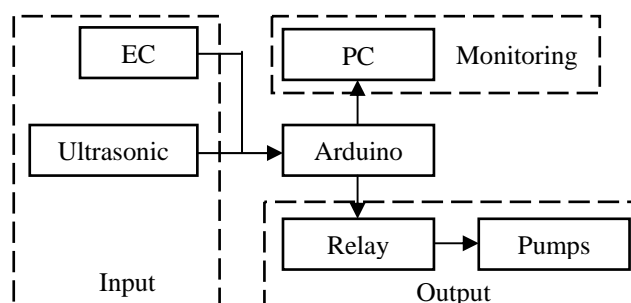 EC
PC
Monitoring
Ultrasonic
Arduino
Relay
Pumps
Input
Output